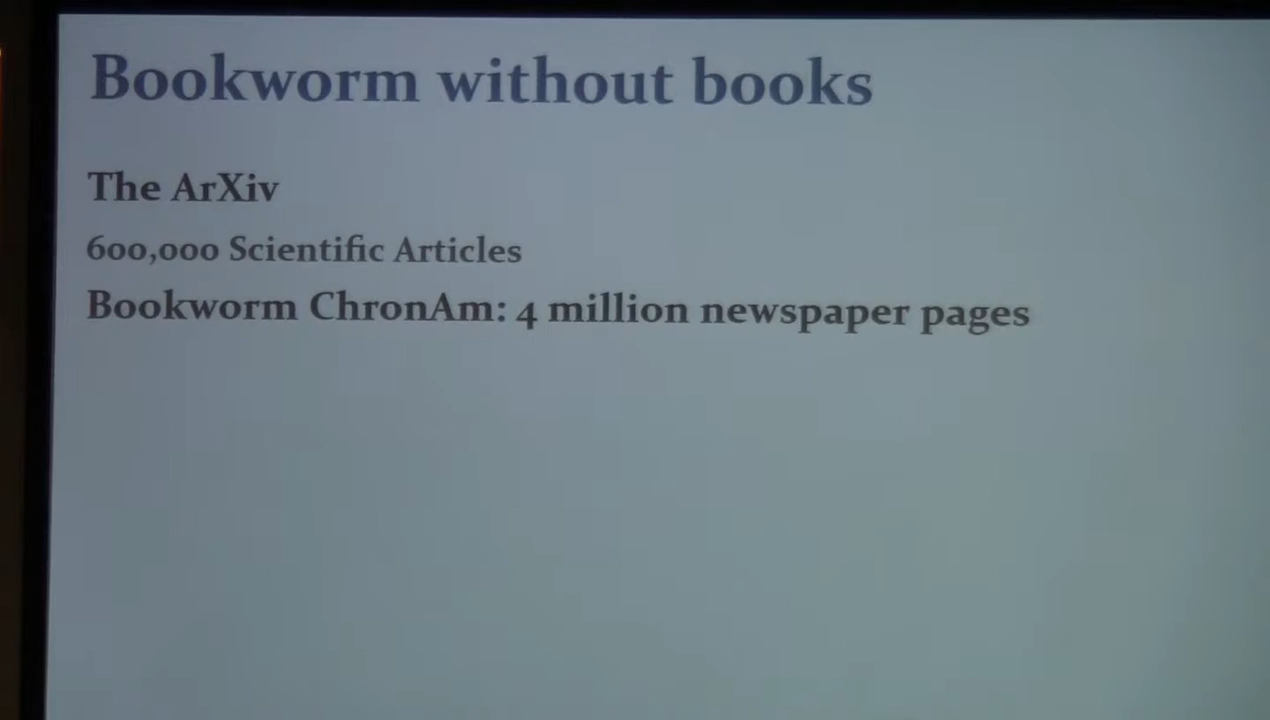 Bookworm without books
The ArXiv
600,000 Scientific Articles
Bookworm ChronAm: 4 million newspaper pages